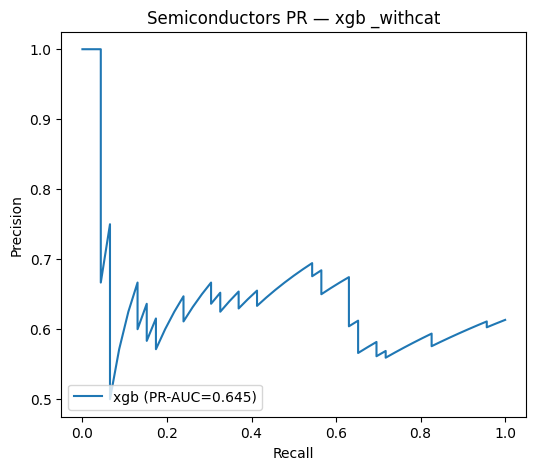 Semiconductors PR — xgb _withcat
Precision
1.0
0.9
0.8
0.7
0.6
0.5
xgb (PR-AUC=0.645)
0.0 0.2 0.4 0.6 0.8 1.0
Recall